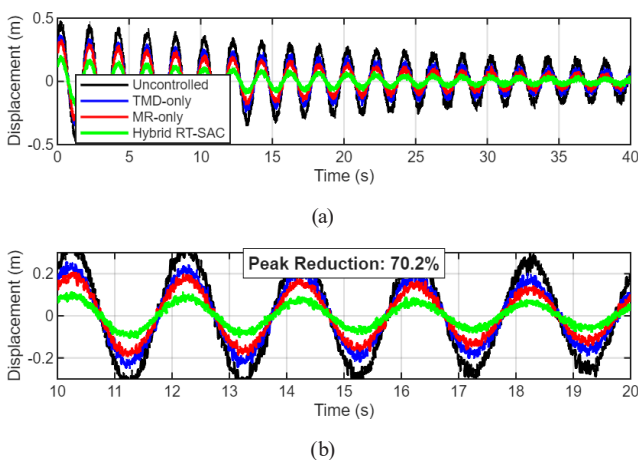 Displacement (m)
0.5
0
-0.5
Uncontrolled
TMD-only
MR-only
Hybrid RT-SAC
0 5 10 15 20 25 30 35 40
Time (s)
(a)
Displacement (m)
0.2
0
-0.2
Peak Reduction: 70.2%
10 11 12 13 14 15 16 17 18 19 20
Time (s)
(b)